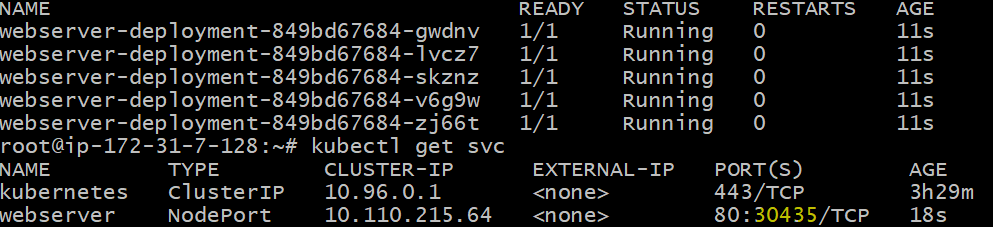 NAME READY STATUS RESTARTS AGE
webserver-deployment-849bd67684-gwdnv 1/1 Running 0 11s
webserver-deployment-849bd67684-lvcz7 1/1 Running 0 11s
webserver-deployment-849bd67684-skznz 1/1 Running 0 11s
webserver-deployment-849bd67684-v6g9w 1/1 Running 0 11s
webserver-deployment-849bd67684-zj66t 1/1 Running 0 11s
root@ip-172-31-7-128:~# kubectl get svc
NAME TYPE CLUSTER-IP EXTERNAL-IP PORT(S) AGE
kubernetes ClusterIP 10.96.0.1 <none> 443/TCP 3h29m
webserver NodePort 10.110.215.64 <none> 80:30435/TCP 18s